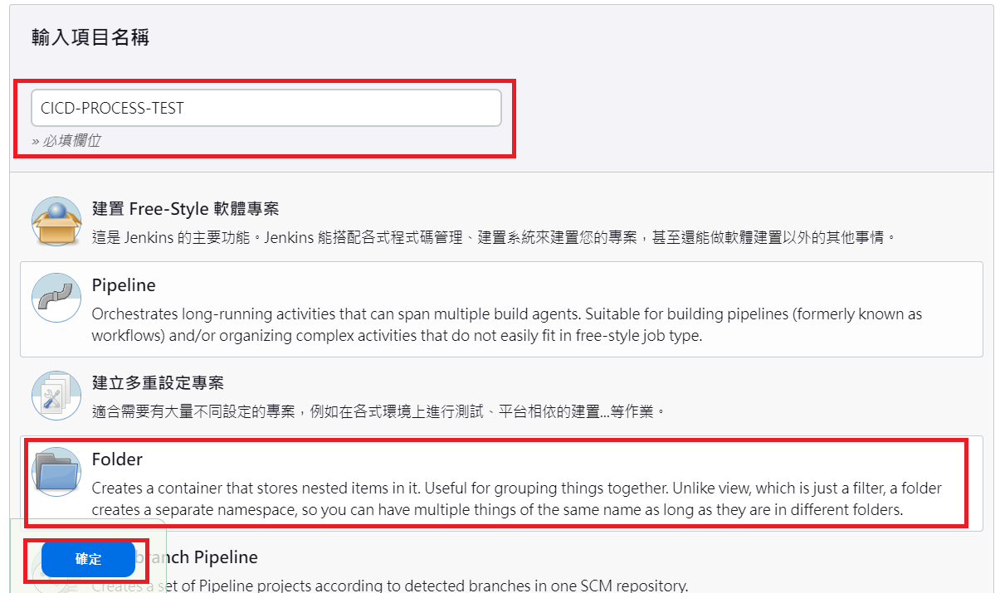 輸入項目名稱
CICD-PROCESS-TEST
» 必填欄位
建置 Free-Style 軟體專案
這是 Jenkins 的主要功能。Jenkins 能搭配各式程式碼管理、建置系統來建置您的專案，甚至還能做軟體建置以外的其他事情。
Pipeline
Orchestrates long-running activities that can span multiple build agents. Suitable for building pipelines (formerly known as
workflows) and/or organizing complex activities that do not easily fit in free-style job type.
建立多重設定專案
適合需要有大量不同設定的專案，例如在各式環境上進行測試、平台相依的建置...等作業。
Folder
Creates a container that stores nested items in it. Useful for grouping things together. Unlike view, which is just a filter, a folder
creates a separate namespace, so you can have multiple things of the same name as long as they are in different folders.
確定
branch Pipeline
Creates a set of Pipeline projects according to detected branches in one SCM repository.